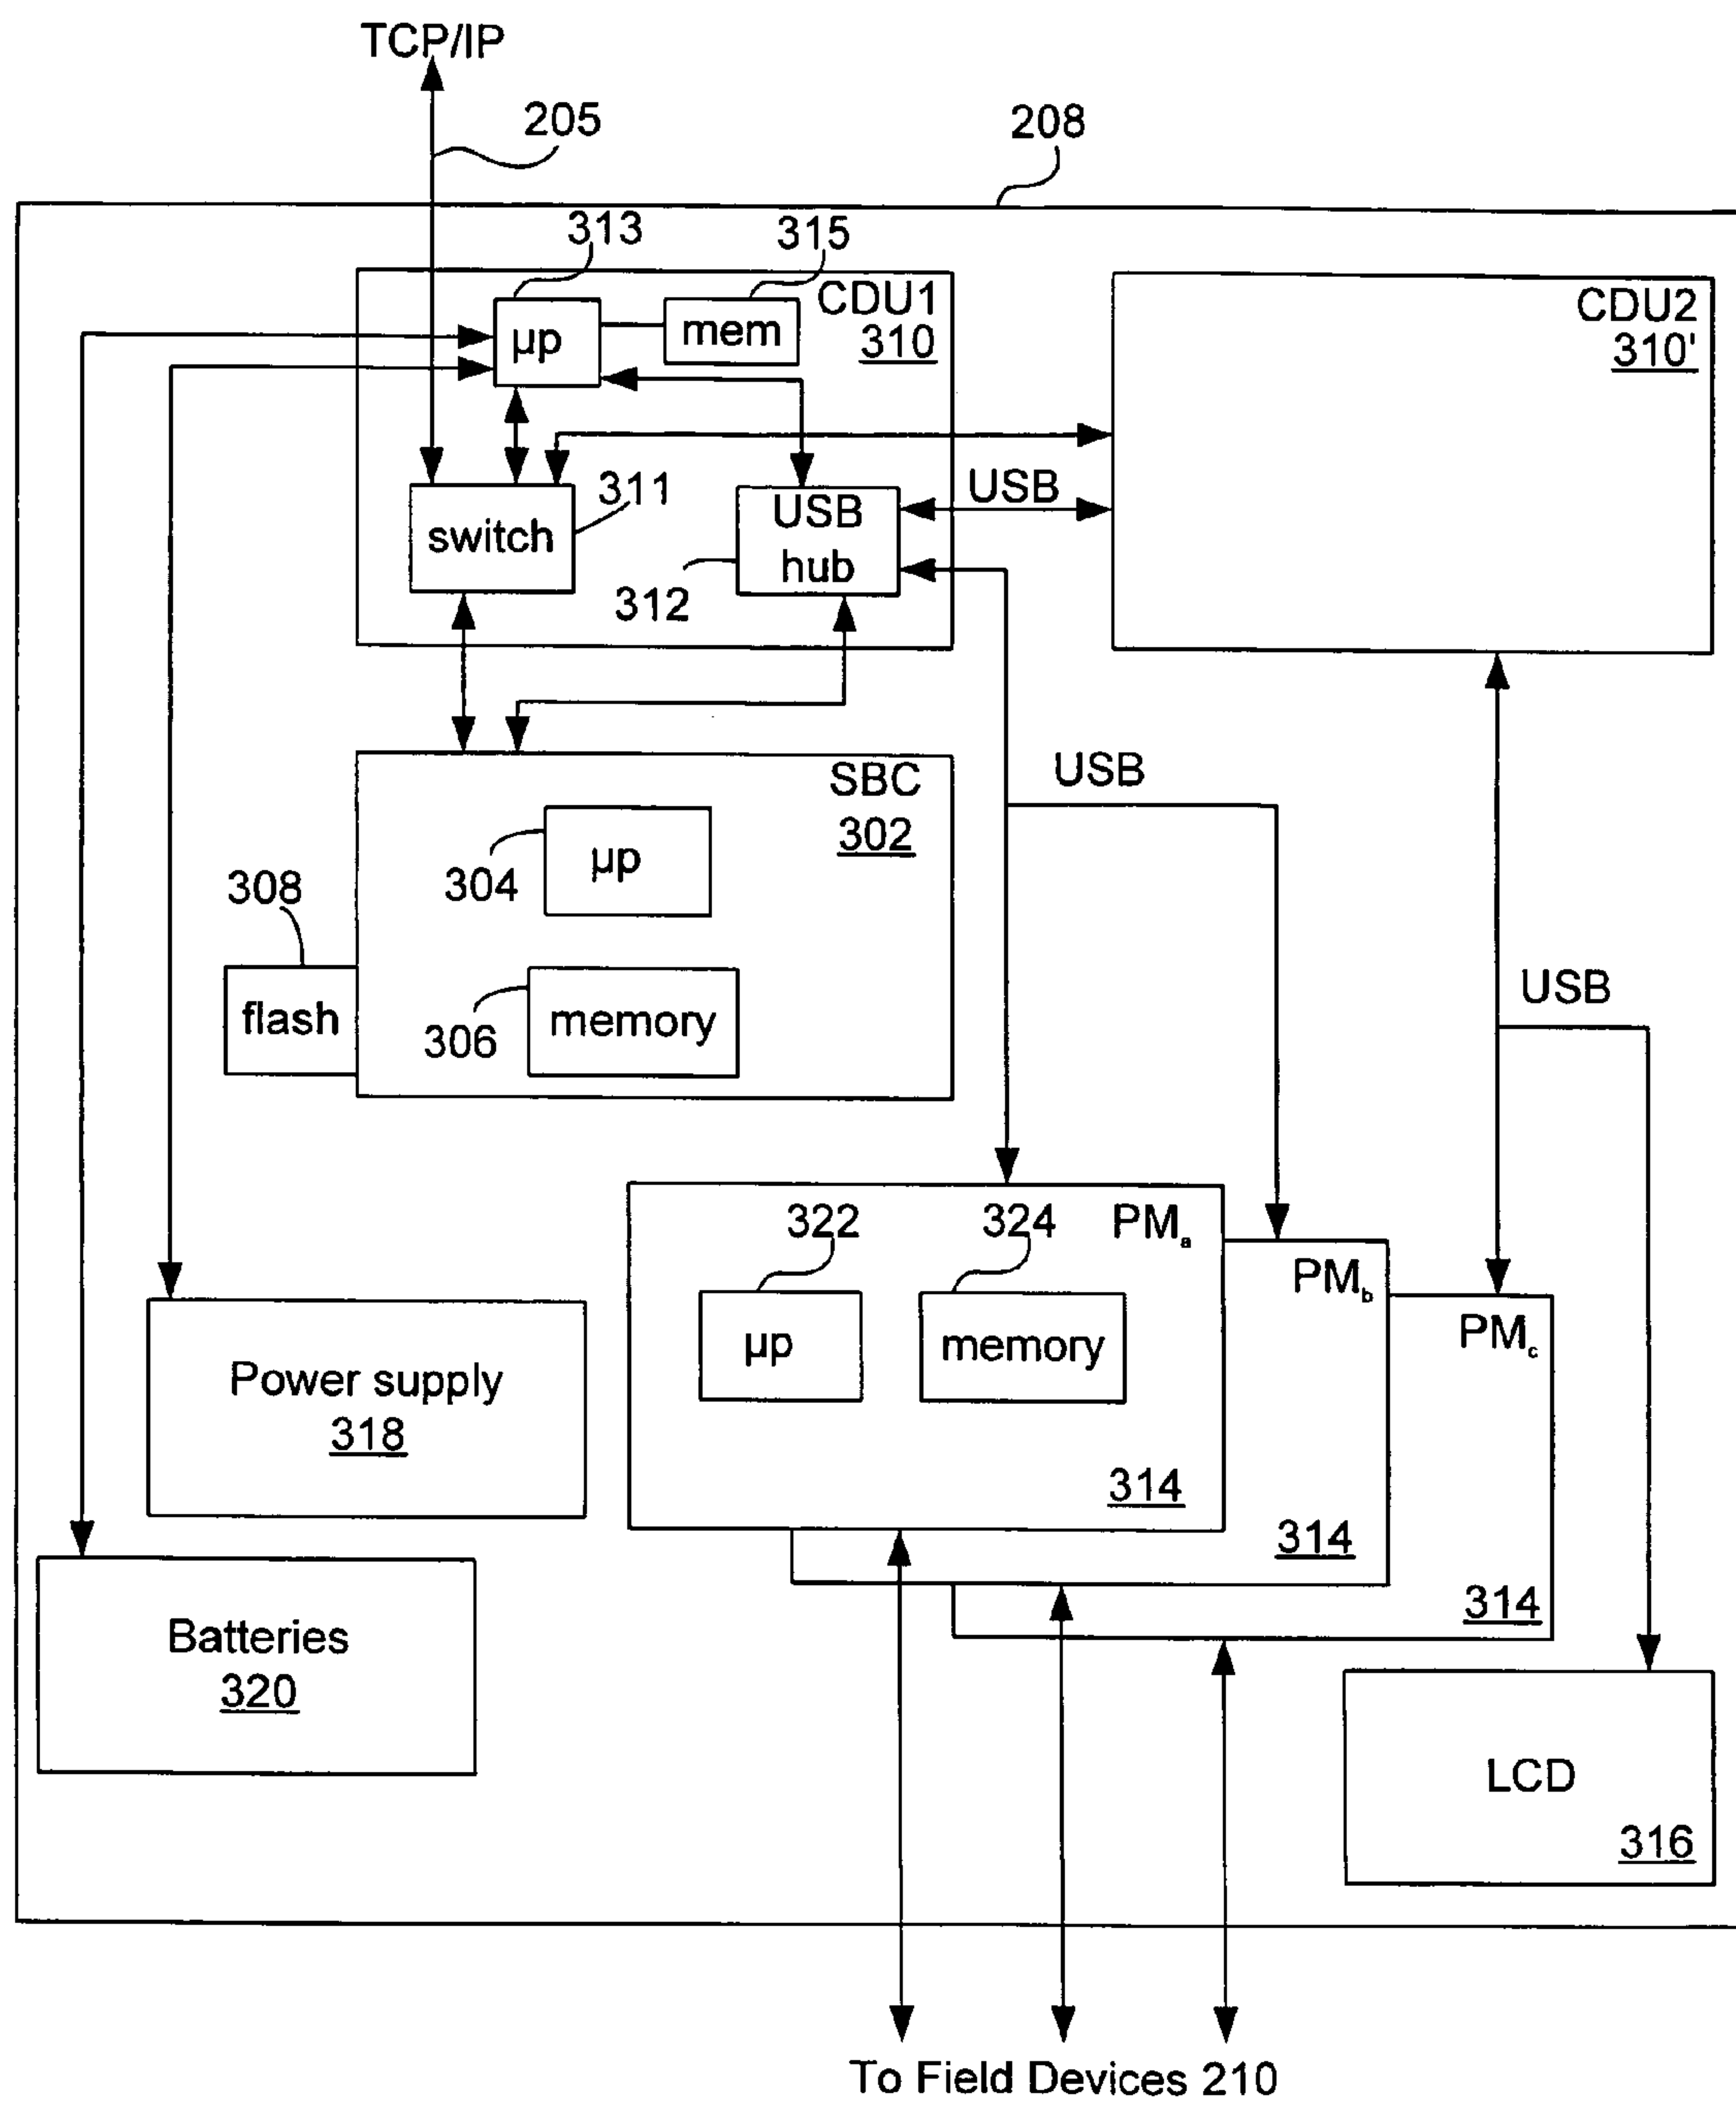 TCP/IP
205
208
313
315
CDU1
310
µp
mem
CDU2
310'
switch
311
USB
hub
312
USB
SBC
302
µp
304
308
flash
306
memory
USB
USB
322
324
PMa
µp
memory
314
PMb
314
PMc
314
Power supply
318
Batteries
320
LCD
316
To Field Devices 210